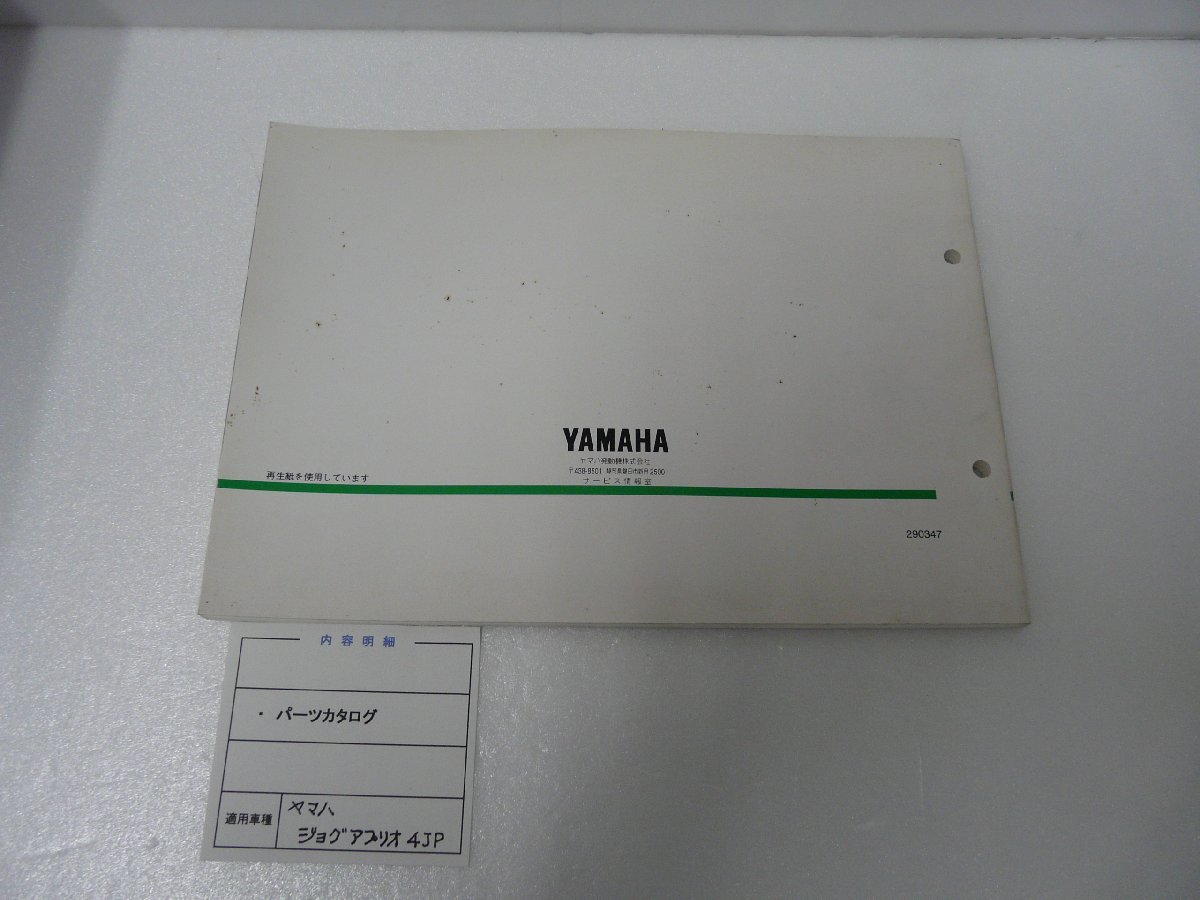 YAMAHA
ヤマハ発動機株式会社
〒438-8501 静岡県磐田市新貝2500
サービス情報室
再生紙を使用しています
290347
内容明細
・パーツカタログ
適用車種
ヤマハ
ジョグアプリオ 4JP